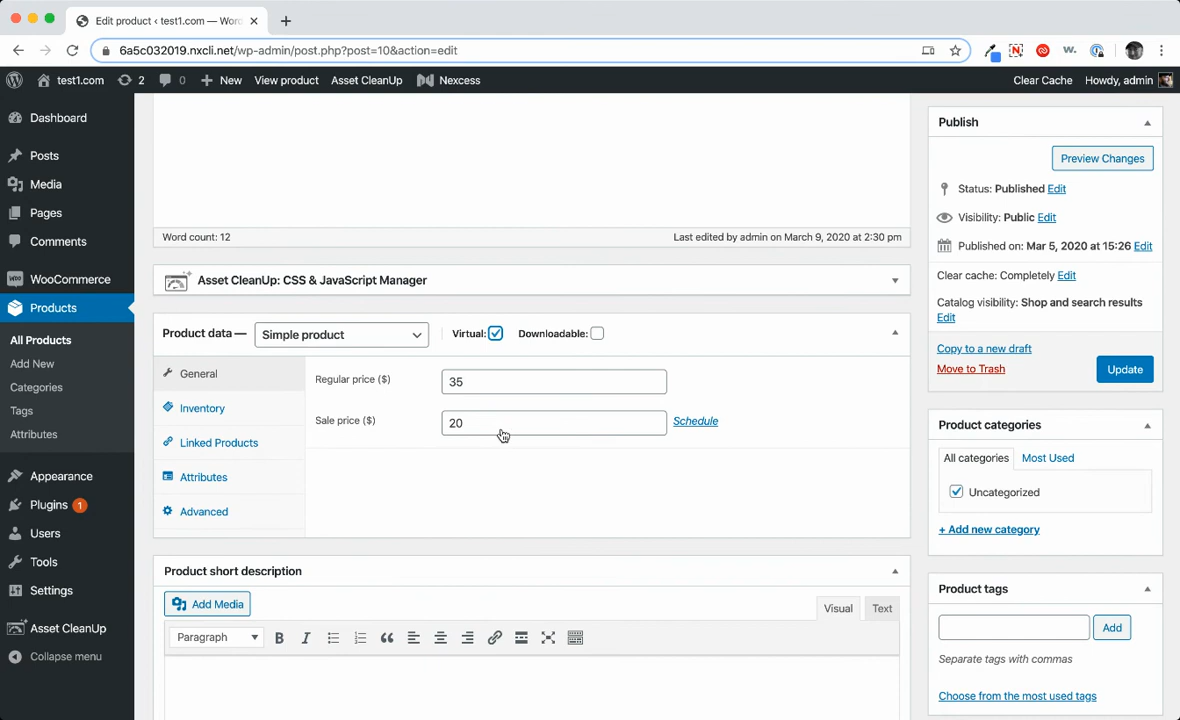 Edit product ‹ test1.com — Wor
6a5c032019.nxcli.net/wp-admin/post.php?post=10&action=edit
test1.com 2 0 New View product Asset CleanUp Nexcess Clear Cache Howdy, admin
Dashboard
Posts
Media
Pages
Comments
WooCommerce
Products
All Products
Add New
Categories
Tags
Attributes
Appearance
Plugins 1
Users
Tools
Settings
Asset CleanUp
Collapse menu
Word count: 12 Last edited by admin on March 9, 2020 at 2:30 pm
Asset CleanUp: CSS & JavaScript Manager
Product data — Simple product Virtual: Downloadable:
General
Inventory
Linked Products
Attributes
Advanced
Regular price ($) 35
Sale price ($) 20 Schedule
Product short description
Add Media Visual Text
Paragraph B I
Publish
Preview Changes
Status: Published Edit
Visibility: Public Edit
Published on: Mar 5, 2020 at 15:26 Edit
Clear cache: Completely Edit
Catalog visibility: Shop and search results
Edit
Copy to a new draft
Move to Trash Update
Product categories
All categories Most Used
Uncategorized
+ Add new category
Product tags
Add
Separate tags with commas
Choose from the most used tags